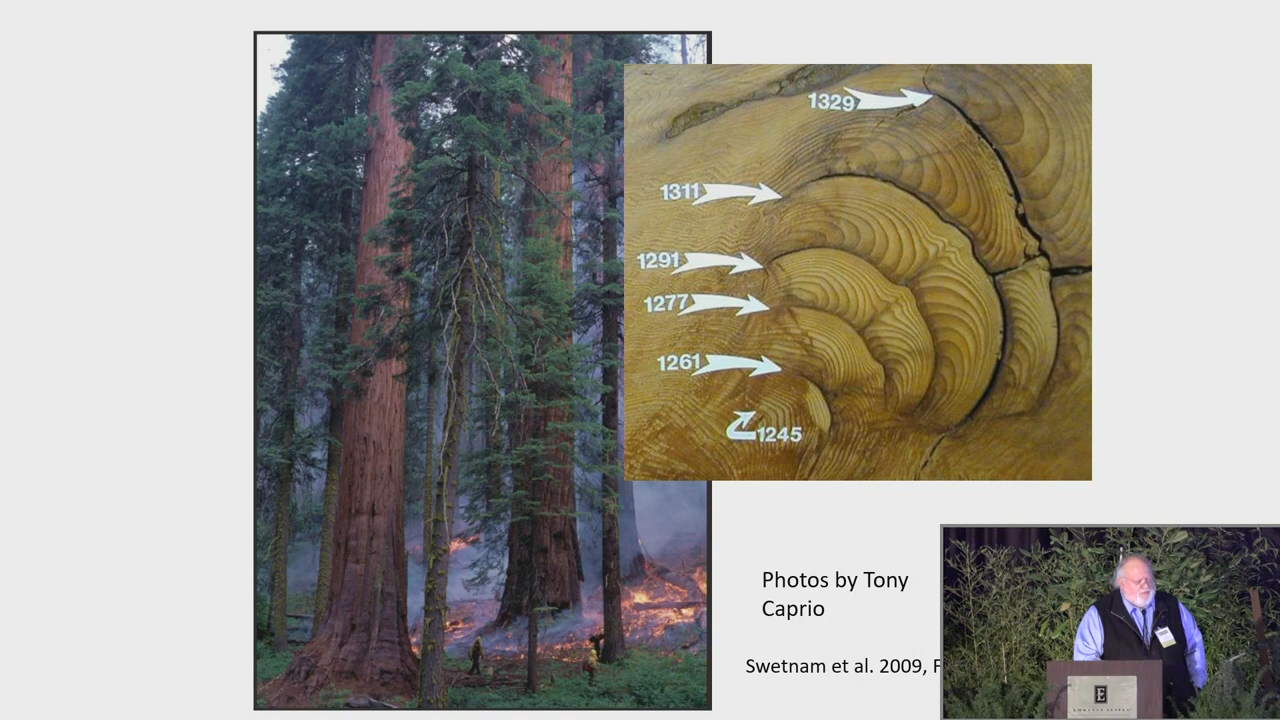 1329
1311
1291
1277
1261
1245
Photos by Tony
Caprio
Swetnam et al. 2009, F
E